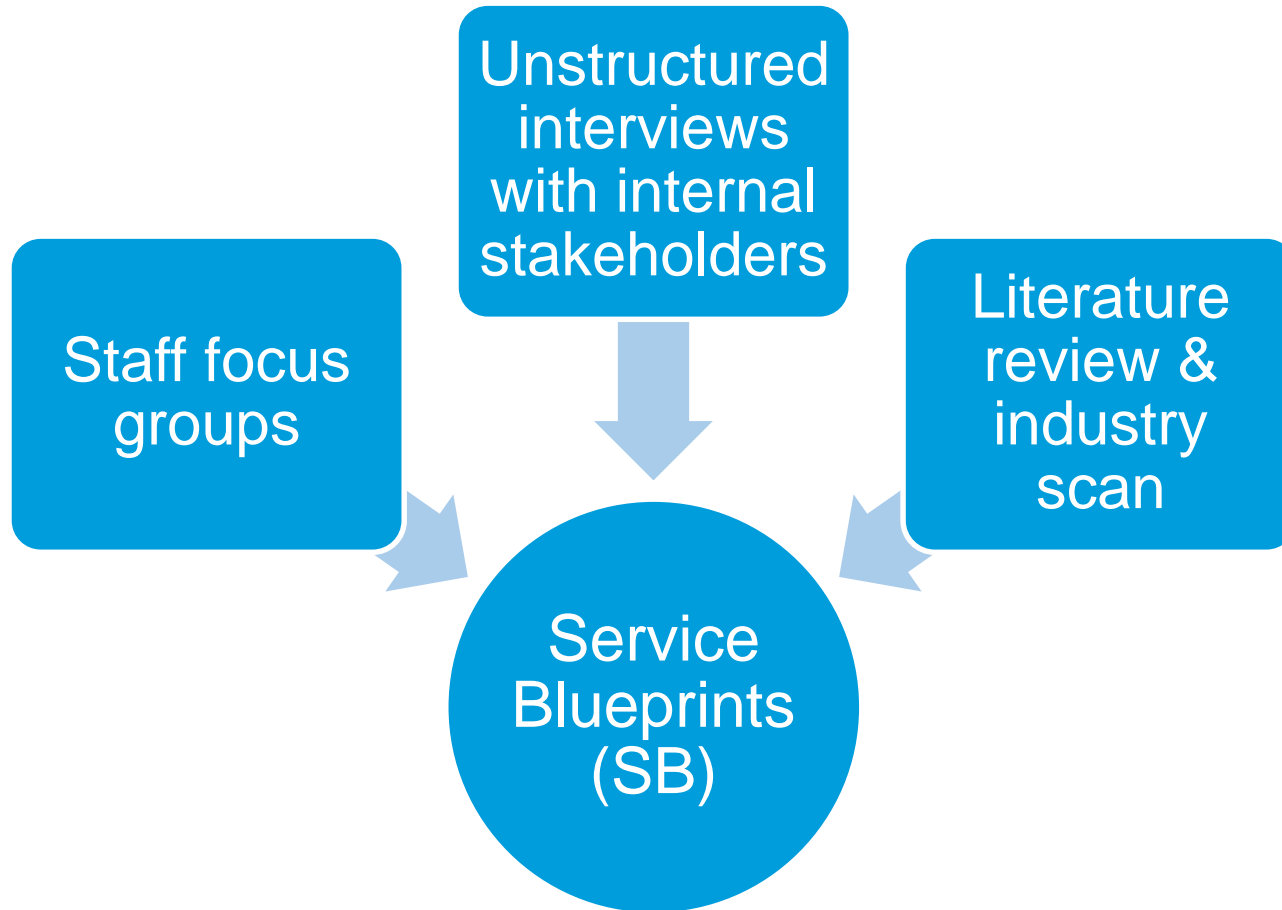 Unstructured
interviews
with internal
stakeholders
Staff focus
groups
Literature
review &
industry
scan
Service
Blueprints
(SB)